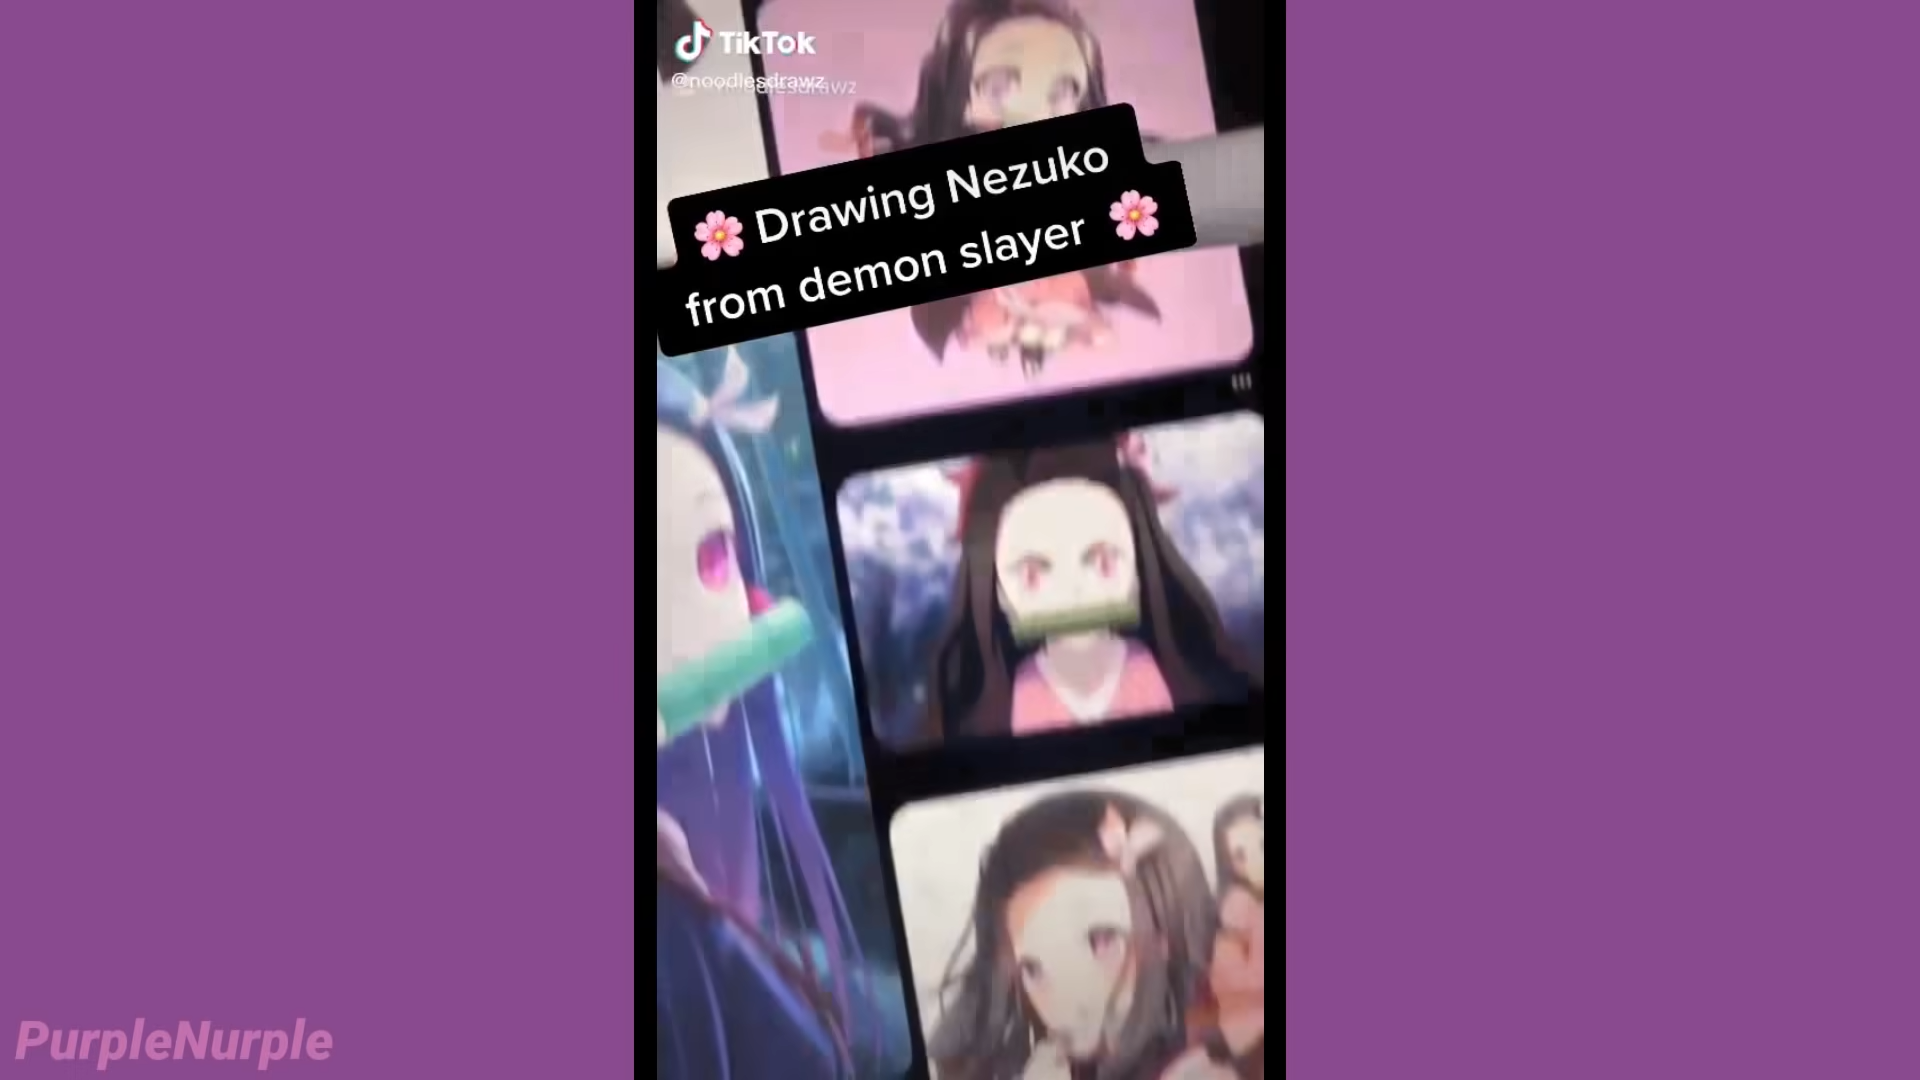 TikTok
@noodlesdrawz
🌸 Drawing Nezuko
from demon slayer 🌸
PurpleNurple